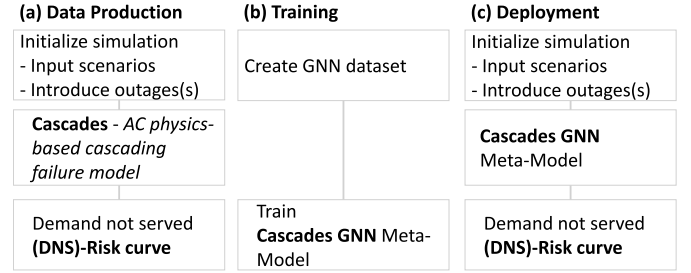 (a) Data Production
Initialize simulation
- Input scenarios
- Introduce outages(s)
Cascades - AC physics-
based cascading
failure model
Demand not served
(DNS)-Risk curve
(b) Training
Create GNN dataset
Train
Cascades GNN Meta-
Model
(c) Deployment
Initialize simulation
- Input scenarios
- Introduce outages(s)
Cascades GNN
Meta-Model
Demand not served
(DNS)-Risk curve